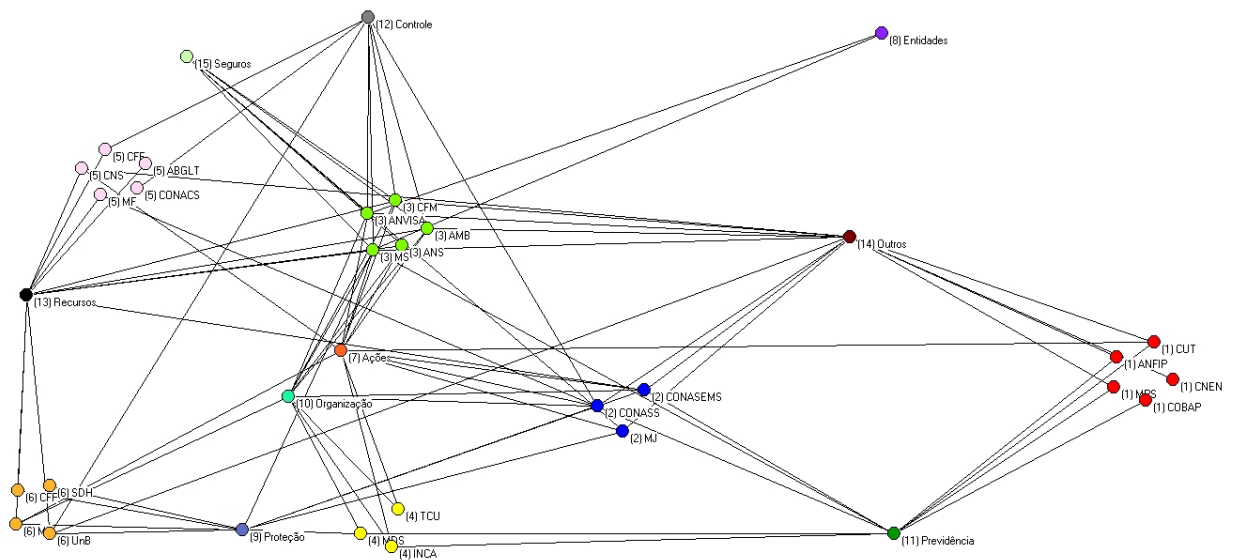 (12) Controle
(8) Entidades
(15) Seguros
(5) CFF
(5) ABGLT
(5) CNS
(5) CONACS
(5) MF
(3) CFM
(3) ANVISA
(3) AMB
(14) Outros
(3) ANS
(3) MS
(13) Recursos
(1) CUT
(7) Ações
(1) ANFIP
(1) CNEN
(2) CONASEMS
(1) MPS
(10) Organização
(1) COBAP
(2) CONASS
(2) MJ
(6) SDH
(6) CFF
(4) TCU
(6) UnB
(9) Proteção
(4) MDS
(11) Previdência
(4) INCA